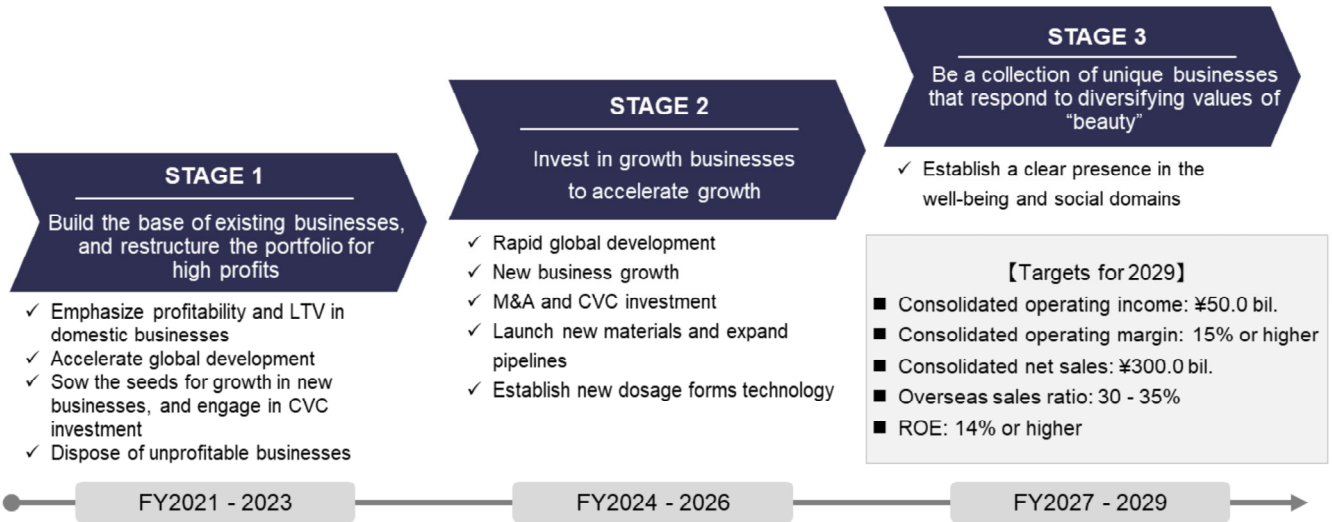 STAGE 1
Build the base of existing businesses,
and restructure the portfolio for
high profits
✓ Emphasize profitability and LTV in
domestic businesses
✓ Accelerate global development
✓ Sow the seeds for growth in new
businesses, and engage in CVC
investment
✓ Dispose of unprofitable businesses
FY2021 - 2023
STAGE 2
Invest in growth businesses
to accelerate growth
✓ Rapid global development
✓ New business growth
✓ M&A and CVC investment
✓ Launch new materials and expand
pipelines
✓ Establish new dosage forms technology
FY2024 - 2026
STAGE 3
Be a collection of unique businesses
that respond to diversifying values of
“beauty”
✓ Establish a clear presence in the
well-being and social domains
【Targets for 2029】
■ Consolidated operating income: ¥50.0 bil.
■ Consolidated operating margin: 15% or higher
■ Consolidated net sales: ¥300.0 bil.
■ Overseas sales ratio: 30 - 35%
■ ROE: 14% or higher
FY2027 - 2029